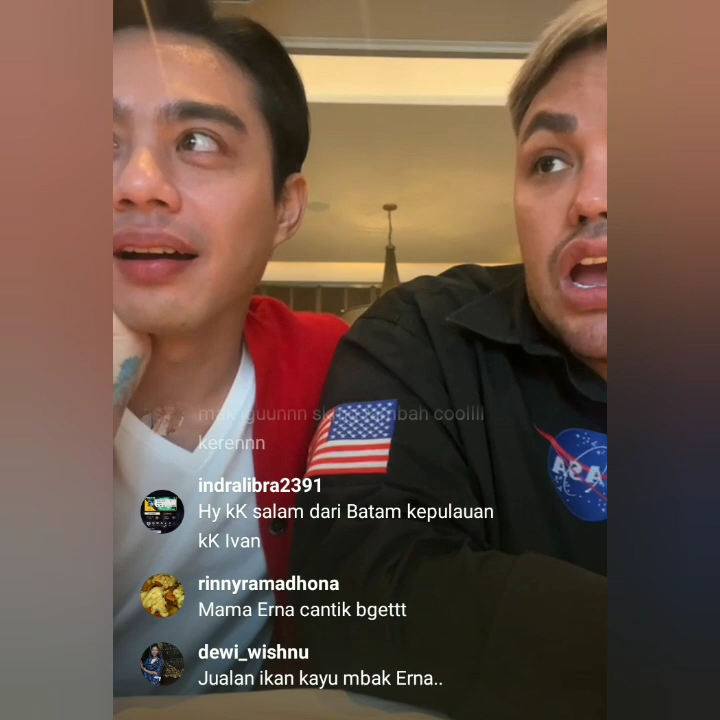 coolll
kerennn
indralibra2391
Hy kK salam dari Batam kepulauan
kK Ivan
rinnyramadhona
Mama Erna cantik bgettt
dewi_wishnu
Jualan ikan kayu mbak Erna..